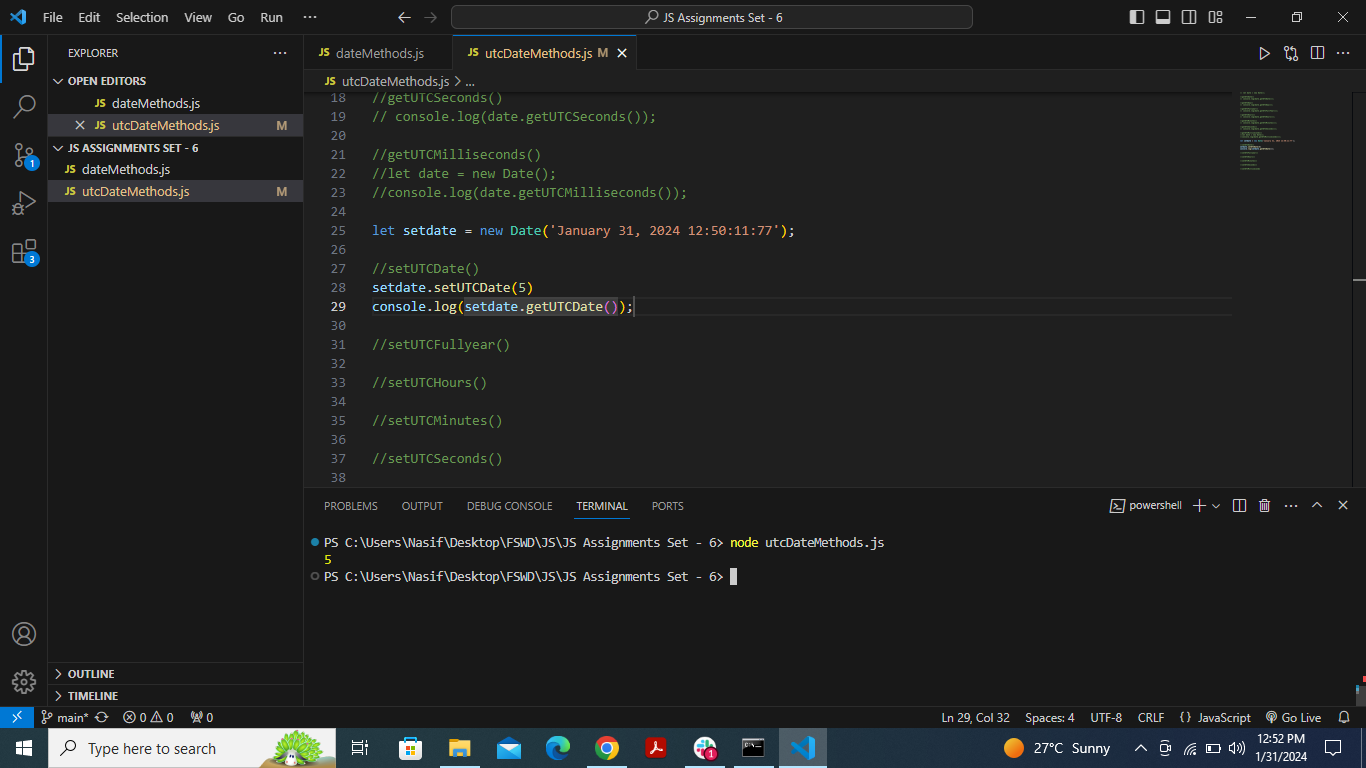 File Edit Selection View Go Run ···
JS Assignments Set - 6
EXPLORER ···
OPEN EDITORS
JS dateMethods.js
JS utcDateMethods.js M
JS ASSIGNMENTS SET - 6
JS dateMethods.js
JS utcDateMethods.js M
OUTLINE
TIMELINE
JS dateMethods.js JS utcDateMethods.js M
JS utcDateMethods.js > ...
18 //getUTCSeconds()
19 // console.log(date.getUTCSeconds());
20
21 //getUTCMilliseconds()
22 //let date = new Date();
23 //console.log(date.getUTCMilliseconds());
24
25 let setdate = new Date('January 31, 2024 12:50:11:77');
26
27 //setUTCDate()
28 setdate.setUTCDate(5)
29 console.log(setdate.getUTCDate());
30
31 //setUTCFullyear()
32
33 //setUTCHours()
34
35 //setUTCMinutes()
36
37 //setUTCSeconds()
38
PROBLEMS OUTPUT DEBUG CONSOLE TERMINAL PORTS powershell
PS C:\Users\Nasif\Desktop\FSWD\JS\JS Assignments Set - 6> node utcDateMethods.js
5
PS C:\Users\Nasif\Desktop\FSWD\JS\JS Assignments Set - 6>
1
3
main* 0 0 0 Ln 29, Col 32 Spaces: 4 UTF-8 CRLF {} JavaScript Go Live
Type here to search 1 27°C Sunny 12:52 PM
1/31/2024